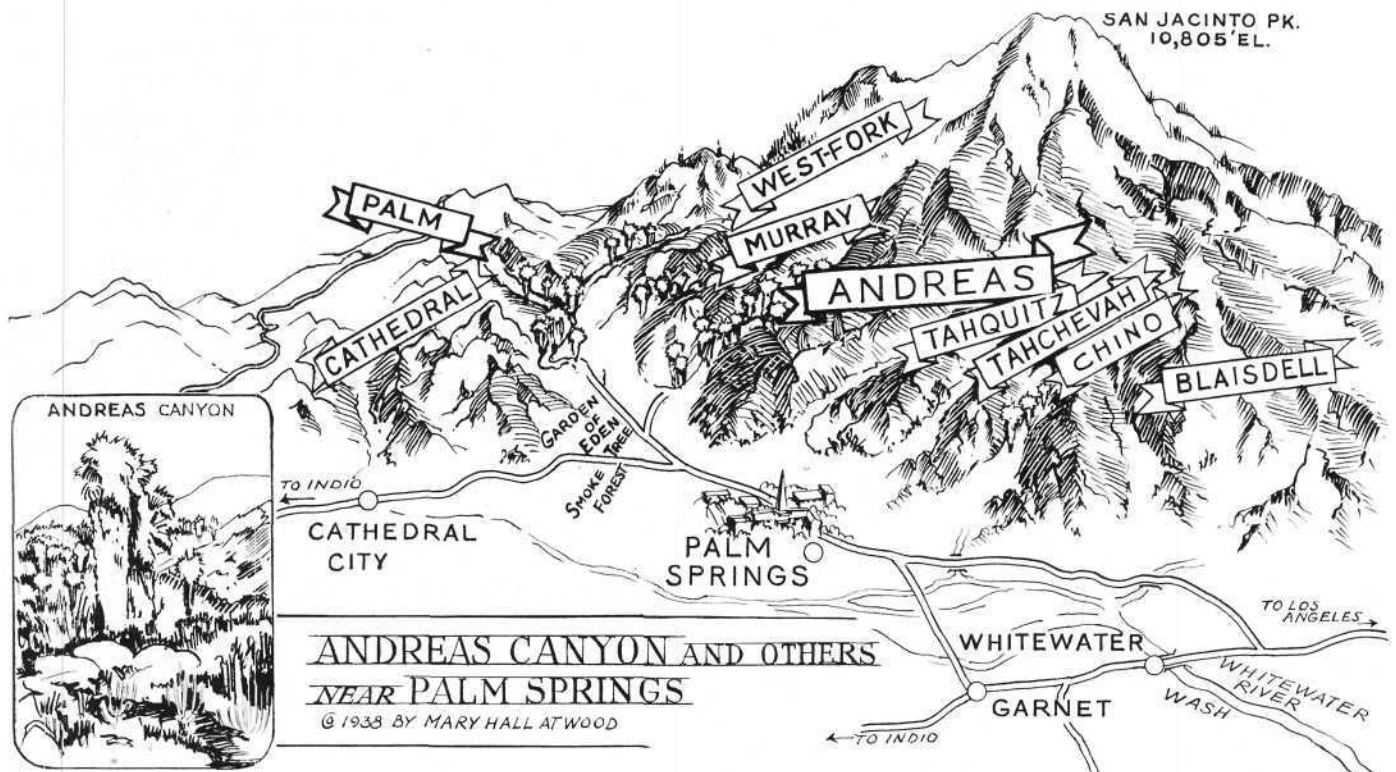 SAN JACINTO PK.
10,805' EL.
WEST-FORK
PALM
MURRAY
ANDREAS
CATHEDRAL
TAHQUITZ
TAHCHEVAH
CHINO
BLAISDELL
ANDREAS CANYON
GARDEN
OF
EDEN
SMOKE TREE
FOREST
TO INDIO
CATHEDRAL
CITY
PALM
SPRINGS
TO LOS
ANGELES
WHITEWATER
WHITEWATER
RIVER
WASH
GARNET
TO INDIO
ANDREAS CANYON AND OTHERS
NEAR PALM SPRINGS
© 1938 BY MARY HALL ATWOOD